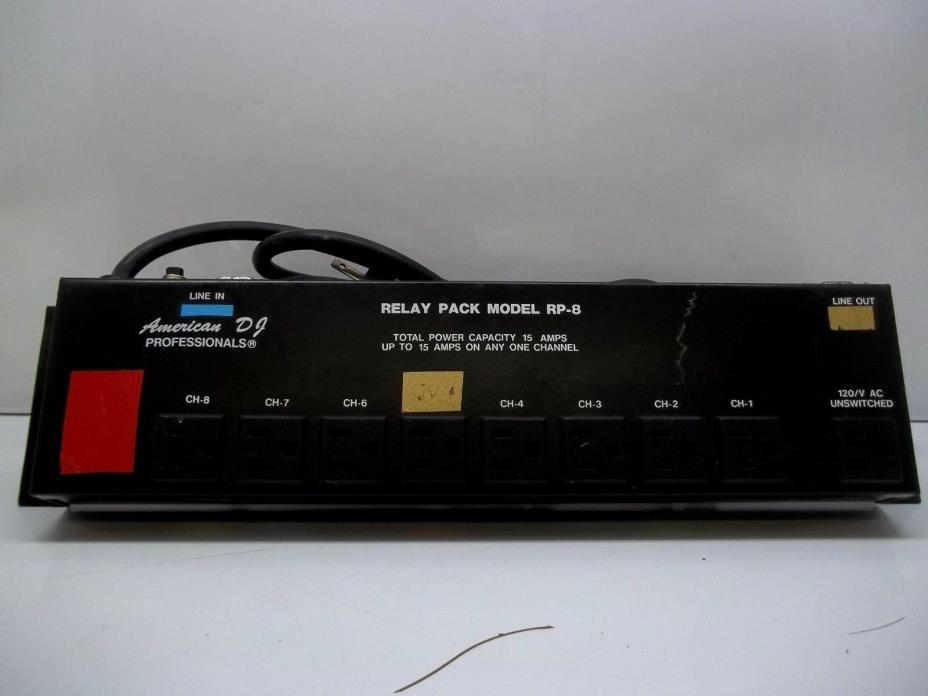 LINE IN
American DJ
PROFESSIONALS®
RELAY PACK MODEL RP-8
TOTAL POWER CAPACITY 15 AMPS
UP TO 15 AMPS ON ANY ONE CHANNEL
LINE OUT
CH-8
CH-7
CH-6
CH-4
CH-3
CH-2
CH-1
120/V AC
UNSWITCHED